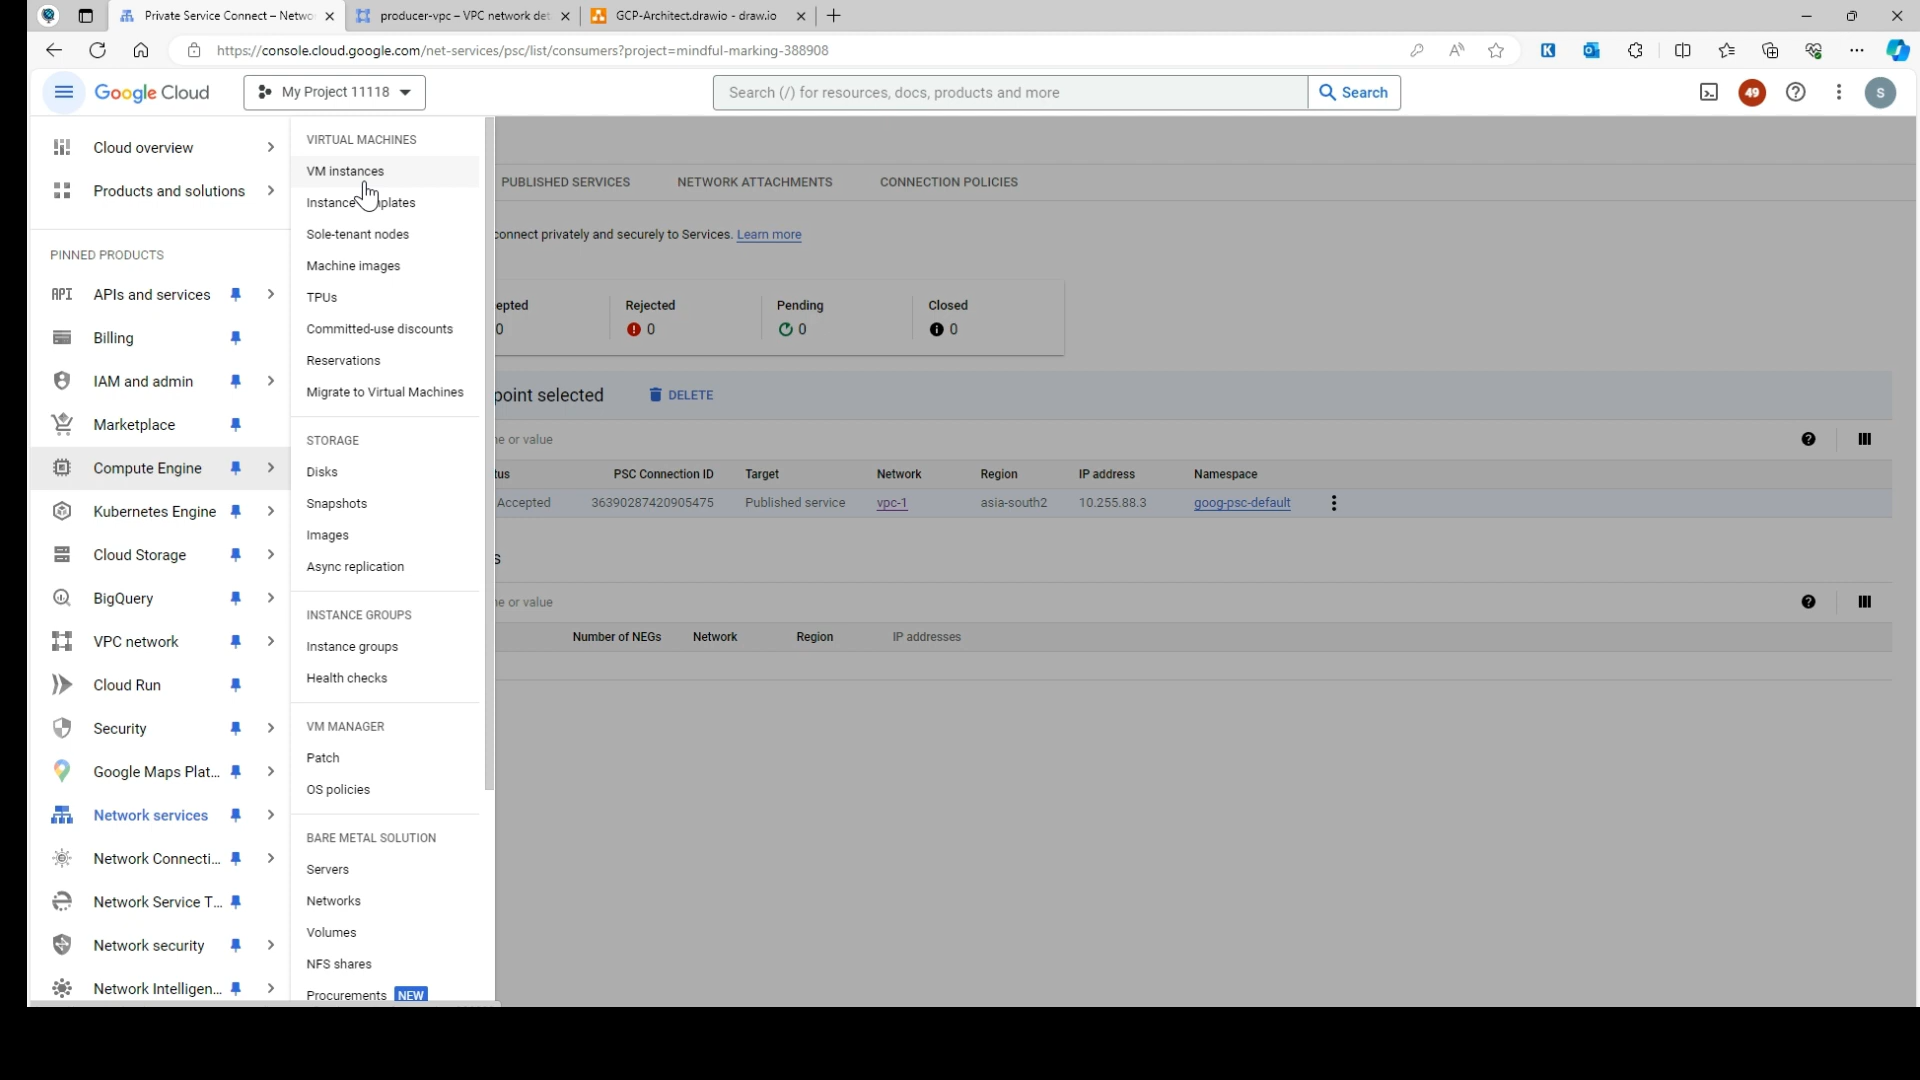 Private Service Connect – Netwo
producer-vpc – VPC network det
GCP-Architect.drawio - draw.io
https://console.cloud.google.com/net-services/psc/list/consumers?project=mindful-marking-388908
Google Cloud
My Project 11118
Search (/) for resources, docs, products and more
Search
49
S
Cloud overview
Products and solutions
PINNED PRODUCTS
API APIs and services
Billing
IAM and admin
Marketplace
Compute Engine
Kubernetes Engine
Cloud Storage
BigQuery
VPC network
Cloud Run
Security
Google Maps Plat...
Network services
Network Connecti...
Network Service T...
Network security
Network Intelligen...
VIRTUAL MACHINES
VM instances
Instance plates
Sole-tenant nodes
Machine images
TPUs
Committed-use discounts
Reservations
Migrate to Virtual Machines
STORAGE
Disks
Snapshots
Images
Async replication
INSTANCE GROUPS
Instance groups
Health checks
VM MANAGER
Patch
OS policies
BARE METAL SOLUTION
Servers
Networks
Volumes
NFS shares
Procurements NEW
PUBLISHED SERVICES NETWORK ATTACHMENTS CONNECTION POLICIES
connect privately and securely to Services. Learn more
epted Rejected Pending Closed
0 0 0 0
point selected DELETE
e or value
tus PSC Connection ID Target Network Region IP address Namespace
Accepted 36390287420905475 Published service vpc-1 asia-south2 10.255.88.3 goog-psc-default
s
e or value
Number of NEGs Network Region IP addresses